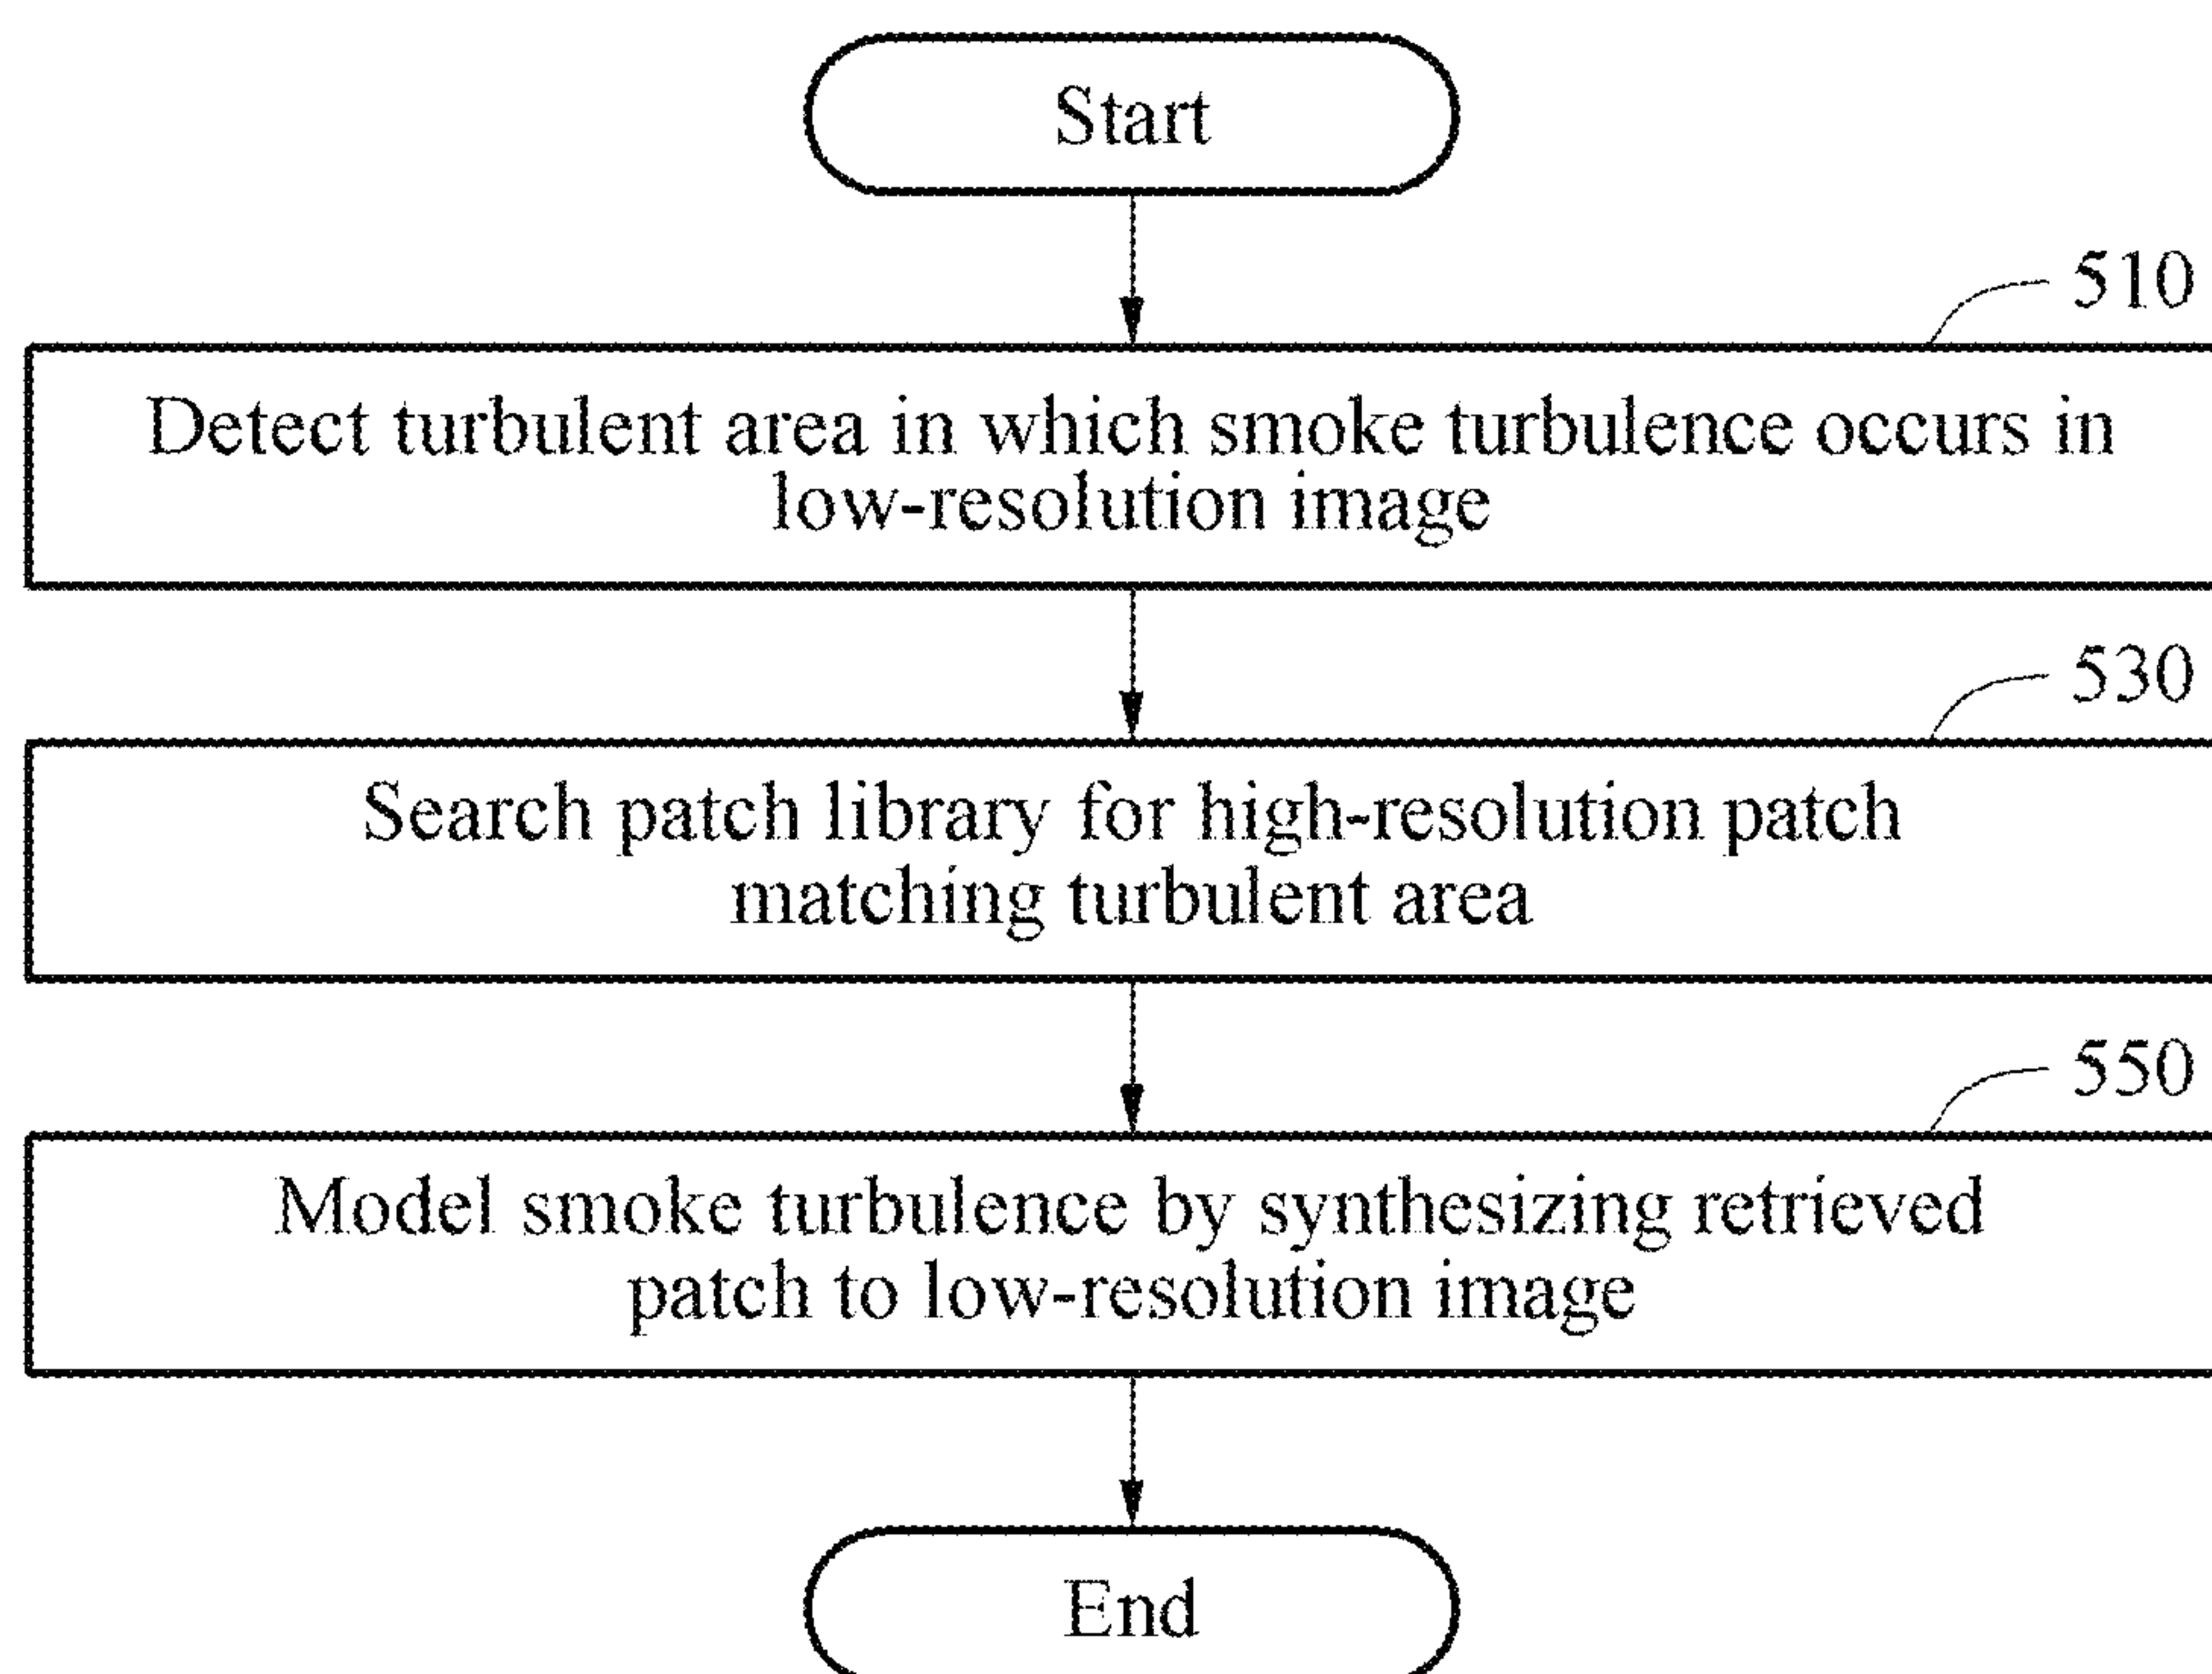 Start
510
Detect turbulent area in which smoke turbulence occurs in
low-resolution image
530
Search patch library for high-resolution patch
matching turbulent area
550
Model smoke turbulence by synthesizing retrieved
patch to low-resolution image
End